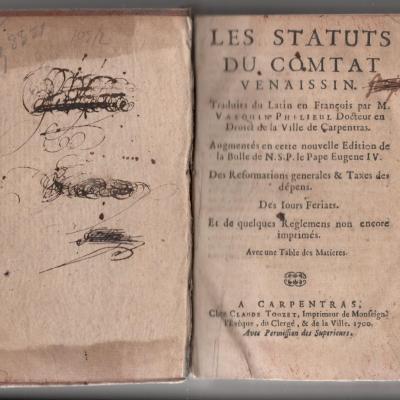 LES STATUTS
DU COMTAT
VENAISSIN.
Traduits du Latin en François par M.
VASQUIN PHILIEUL Docteur en
Droict de la Ville de Carpentras.
Augmentés en cette nouvelle Edition de
la Bulle de N.S.P. le Pape Eugene IV.
Des Reformations generales & Taxes des
dépens.
Des Iours Feriats.
Et de quelques Reglemens non encore
imprimés.
Avec une Table des Matieres.
A CARPENTRAS,
Chez CLAUDE TOUZET, Imprimeur de Monseigr
l'Evêque, du Clergé, & de la Ville. 1700.
Avec Permission des Superieurs.